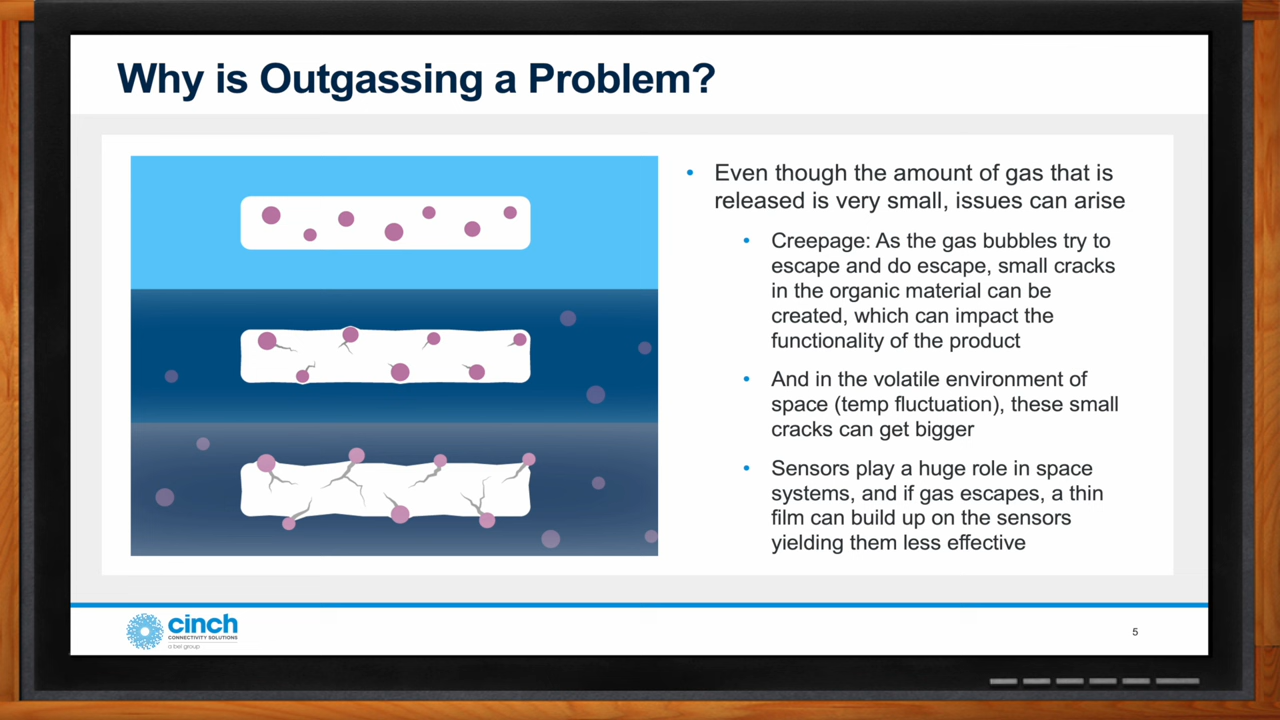 Why is Outgassing a Problem?
• Even though the amount of gas that is
released is very small, issues can arise
• Creepage: As the gas bubbles try to
escape and do escape, small cracks
in the organic material can be
created, which can impact the
functionality of the product
• And in the volatile environment of
space (temp fluctuation), these small
cracks can get bigger
• Sensors play a huge role in space
systems, and if gas escapes, a thin
film can build up on the sensors
yielding them less effective
cinch
CONNECTIVITY SOLUTIONS
a bel group
5